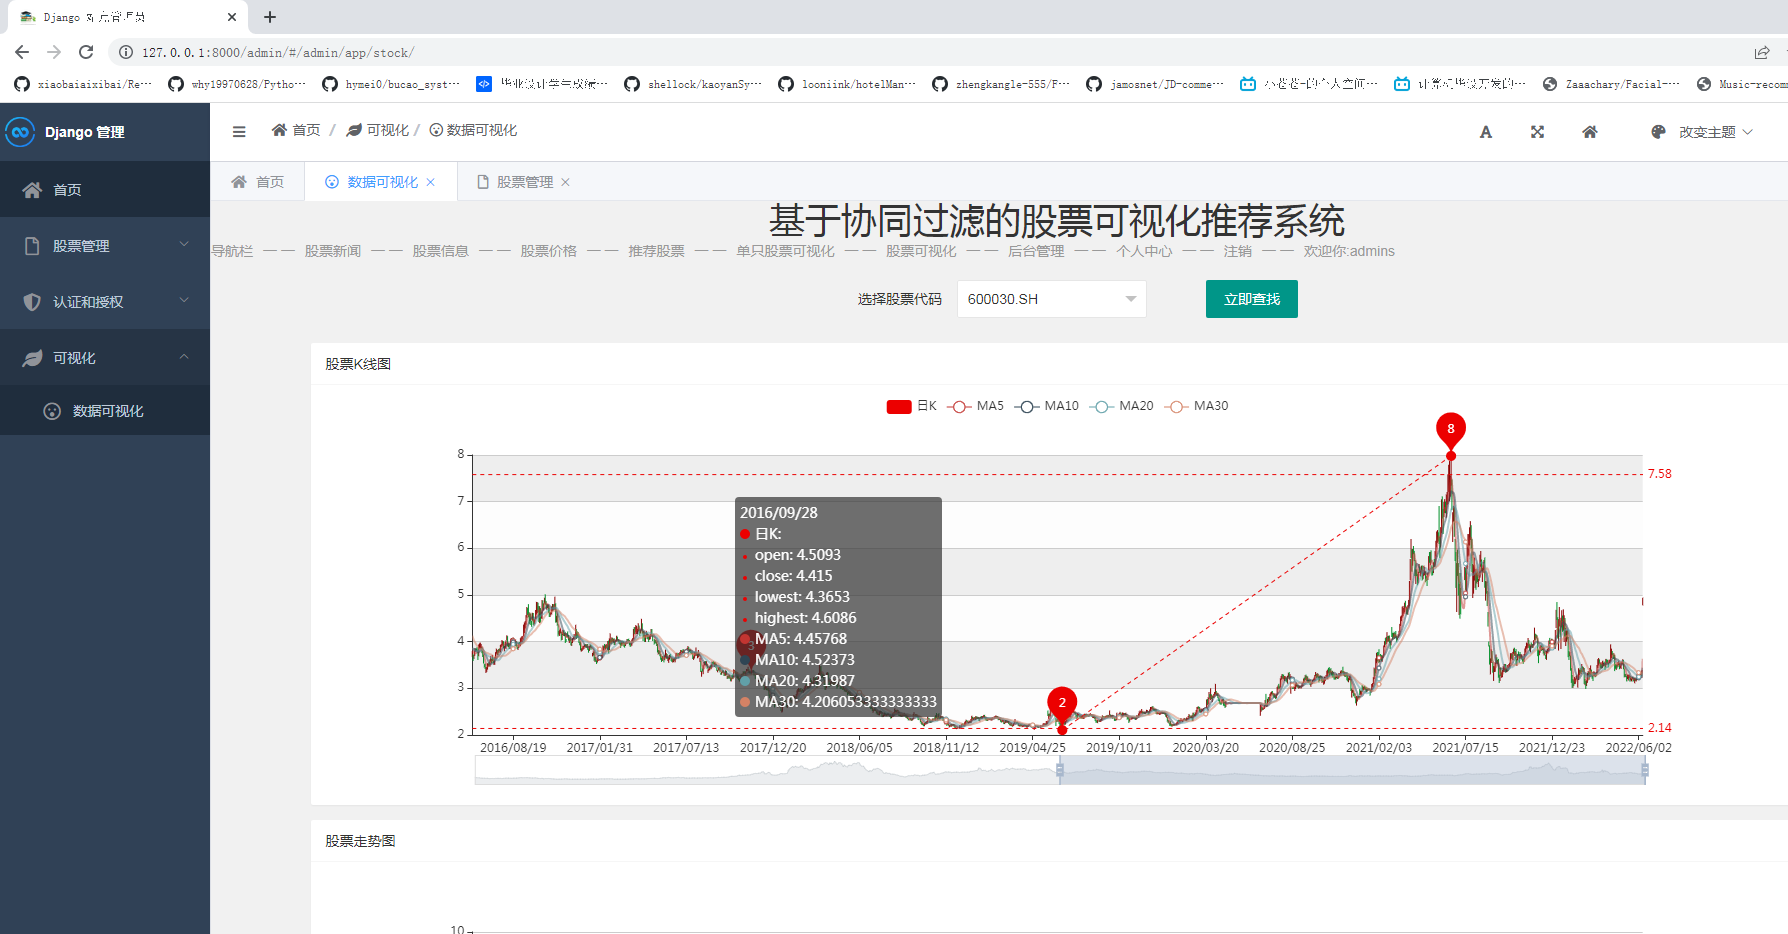 Django
127.0.0.1:8000/admin/#/admin/app/stock/
xiaobaiaixibai/Re··· why19970628/Pytho··· hymei0/bucao_syst··· shellock/kaoyanSy··· looniink/hotelMan··· zhengkangle-555/F··· jamosnet/JD-comme··· Zaaachary/Facial-··· Music-recom
Django 管理
首页 / 可视化 / 数据可视化
改变主题
首页
股票管理
认证和授权
可视化
数据可视化
首页 数据可视化 股票管理
基于协同过滤的股票可视化推荐系统
导航栏 —— 股票新闻 —— 股票信息 —— 股票价格 —— 推荐股票 —— 单只股票可视化 —— 股票可视化 —— 后台管理 —— 个人中心 —— 注销 —— 欢迎你:admins
选择股票代码 600030.SH 立即查找
股票K线图
日K MA5 MA10 MA20 MA30
8
8
7.58
7
6
5
4
3
2
2
2.14
2016/09/28
日K:
open: 4.5093
close: 4.415
lowest: 4.3653
highest: 4.6086
MA5: 4.45768
MA10: 4.52373
MA20: 4.31987
MA30: 4.206053333333333
3
2016/08/19 2017/01/31 2017/07/13 2017/12/20 2018/06/05 2018/11/12 2019/04/25 2019/10/11 2020/03/20 2020/08/25 2021/02/03 2021/07/15 2021/12/23 2022/06/02
股票走势图
10